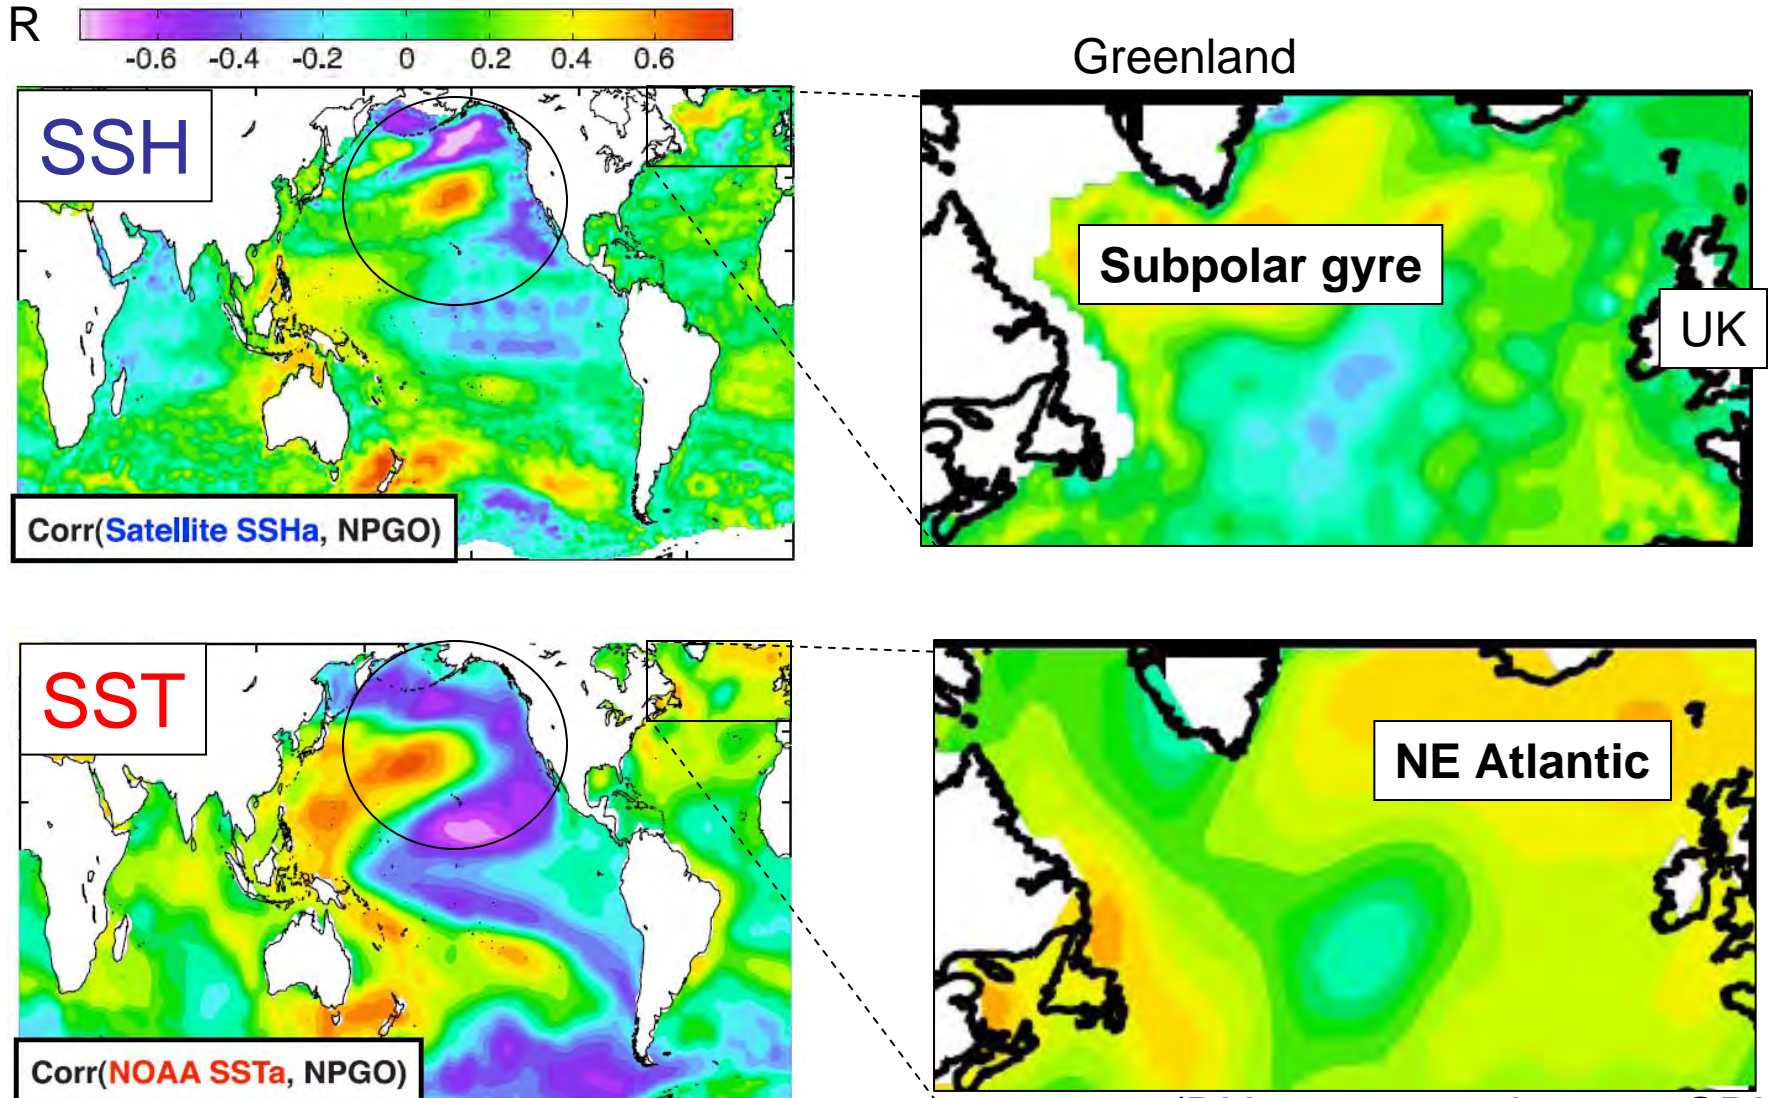 R
-0.6 -0.4 -0.2 0 0.2 0.4 0.6
Greenland
SSH
Subpolar gyre
UK
Corr(Satellite SSHa, NPGO)
SST
NE Atlantic
Corr(NOAA SSTa, NPGO)